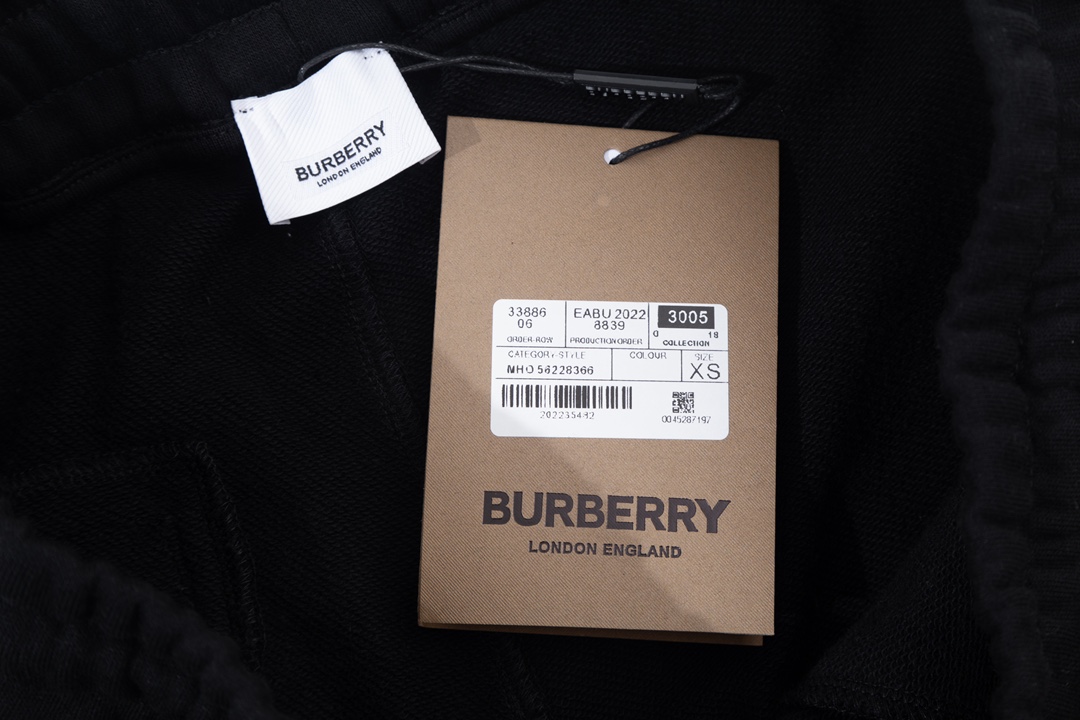 BURBERRY
LONDON ENGLAND
33886
06
ORDER-ROW
EABU 2022
8839
PRODUCTION ORDER
3005
0 18
COLLECTION
CATEGORY-STYLE
MHO 56228366
COLOUR
SIZE
XS
202235432
0045287197
BURBERRY
LONDON ENGLAND